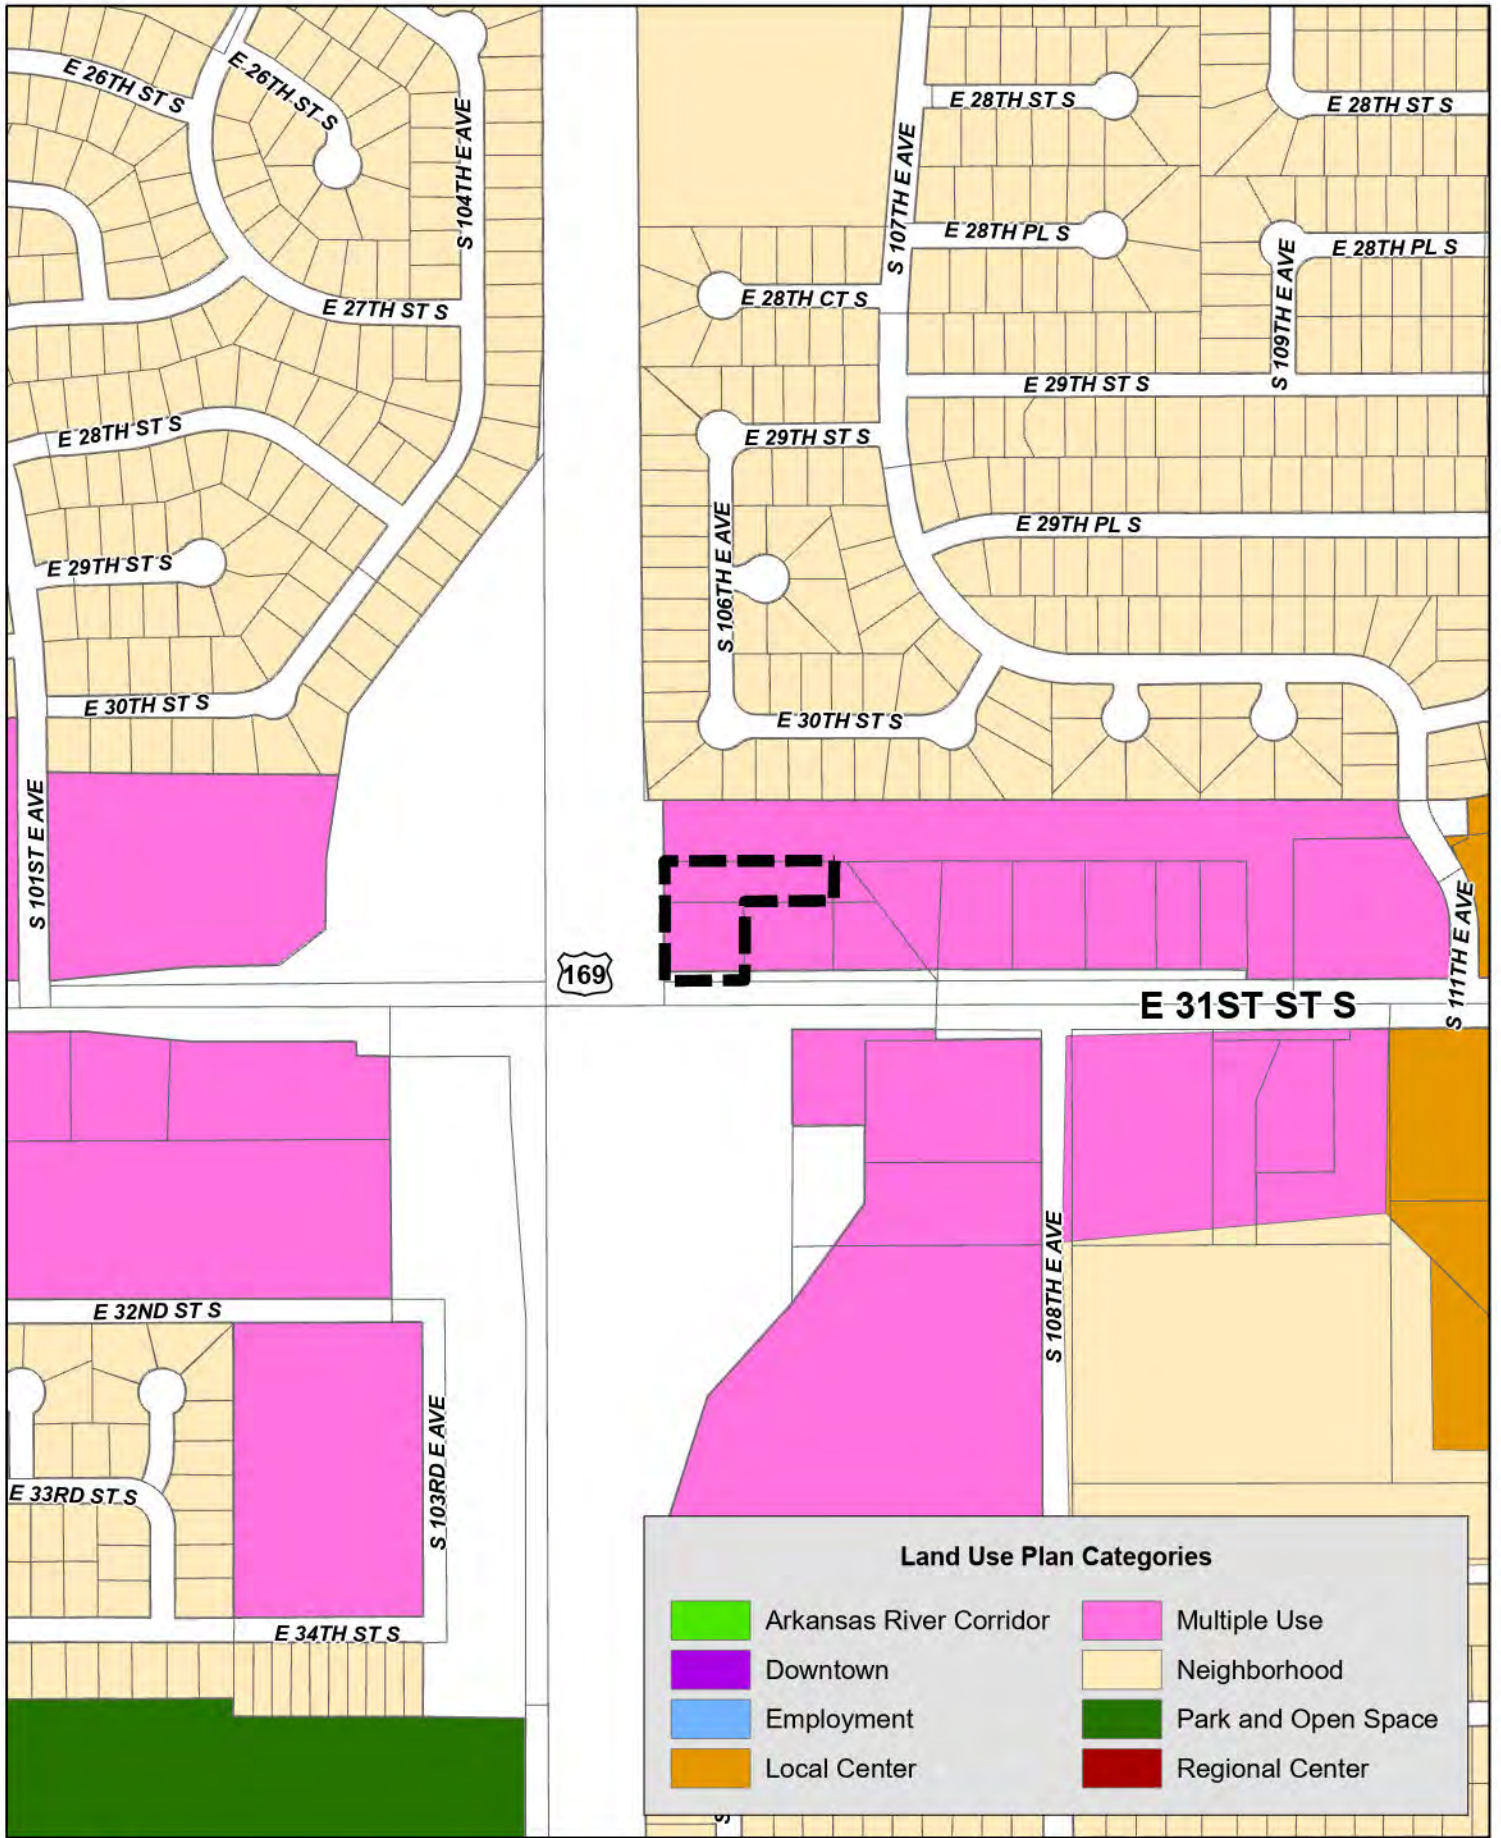 E 26TH ST S
E 26TH ST S
S 104TH E AVE
E 28TH ST S
E 28TH ST S
S 107TH E AVE
E 28TH PL S
E 28TH PL S
E 27TH ST S
E 28TH CT S
S 109TH E AVE
E 29TH ST S
E 28TH ST S
E 29TH ST S
E 29TH PL S
E 29TH ST S
S 106TH E AVE
E 30TH ST S
E 30TH ST S
S 101ST E AVE
169
E 31ST ST S
S 111TH E AVE
E 32ND ST S
S 108TH E AVE
S 103RD E AVE
E 33RD ST S
E 34TH ST S
Land Use Plan Categories
Arkansas River Corridor
Downtown
Employment
Local Center
Multiple Use
Neighborhood
Park and Open Space
Regional Center
S